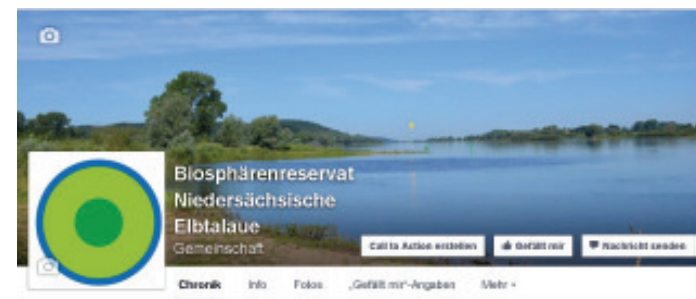 Biosphärenreservat
Niedersächsische
Elbtalaue
Gemeinschaft
Call to Action erstellen
Gefällt mir
Nachricht senden
Chronik Info Fotos „Gefällt mir“-Angaben Mehr